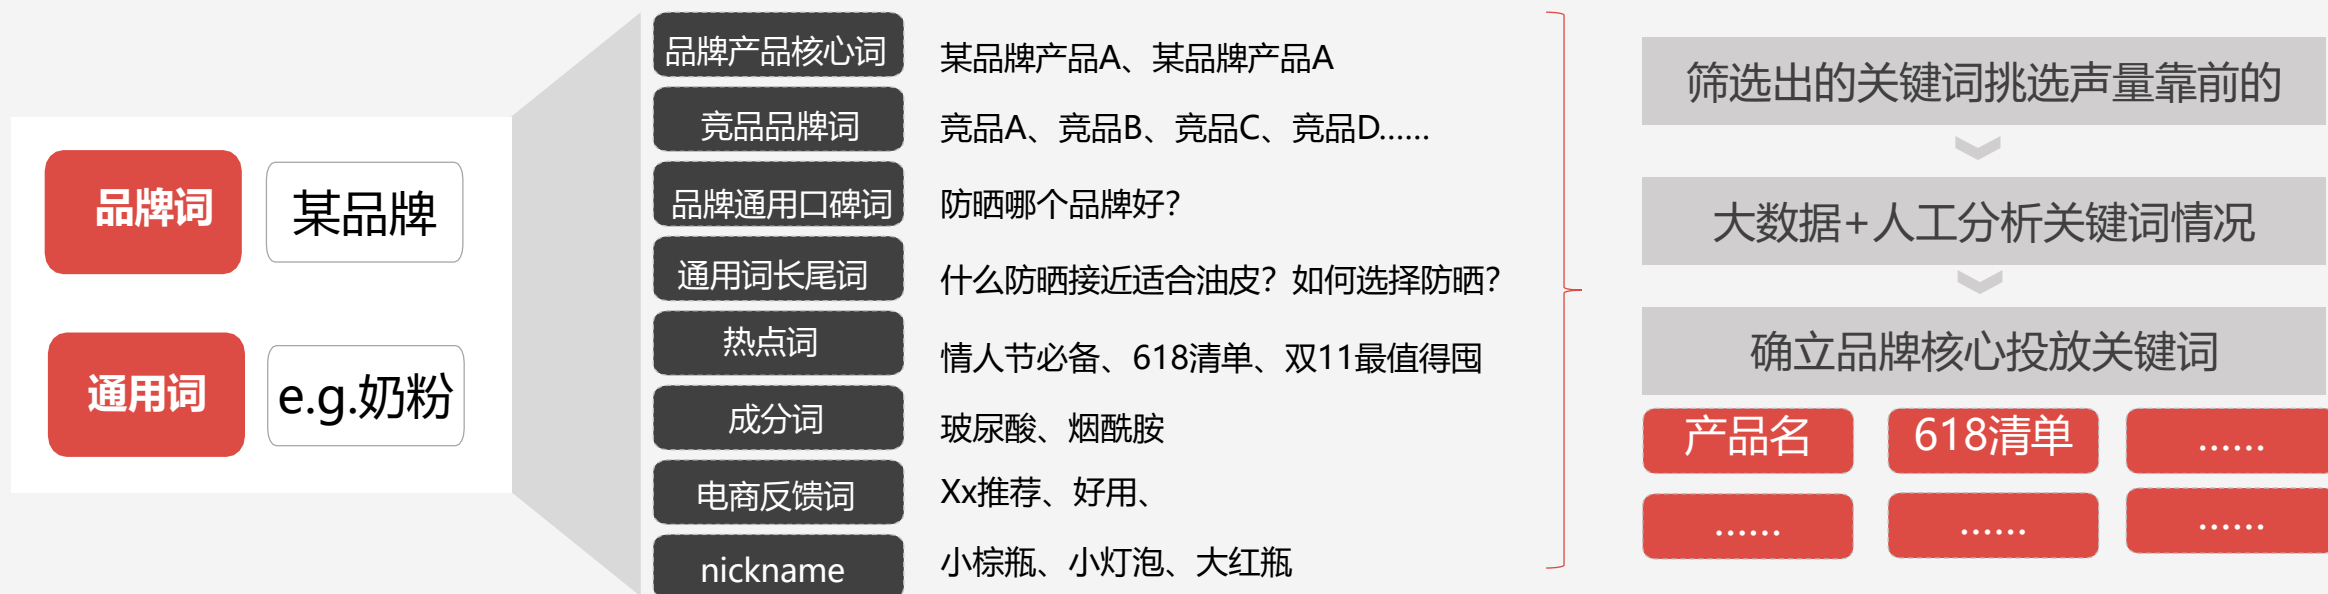 品牌词
某品牌
通用词
e.g.奶粉
品牌产品核心词
某品牌产品A、某品牌产品A
竞品品牌词
竞品A、竞品B、竞品C、竞品D......
品牌通用口碑词
防晒哪个品牌好?
通用词长尾词
什么防晒接近适合油皮? 如何选择防晒?
热点词
情人节必备、618清单、双11最值得囤
成分词
玻尿酸、烟酰胺
电商反馈词
Xx推荐、好用、
nickname
小棕瓶、小灯泡、大红瓶
筛选出的关键词挑选声量靠前的
大数据+人工分析关键词情况
确立品牌核心投放关键词
产品名
618清单
......
......
......
......